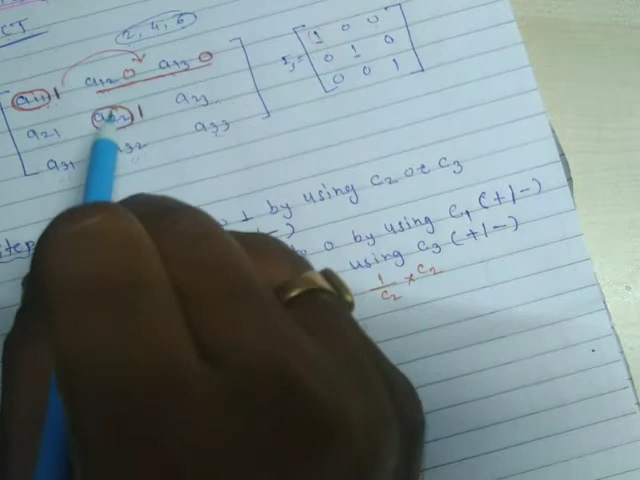 CT
2, 4, 6
a11 1 a12 0 a13 0
a21 a22 1 a23
a31 a32 a33
I3 = 1 0 0
0 1 0
0 0 1
Step 1 by using C2 or C3
0 by using C1 (+/-)
using C3 (+/-)
1/C2 × C2